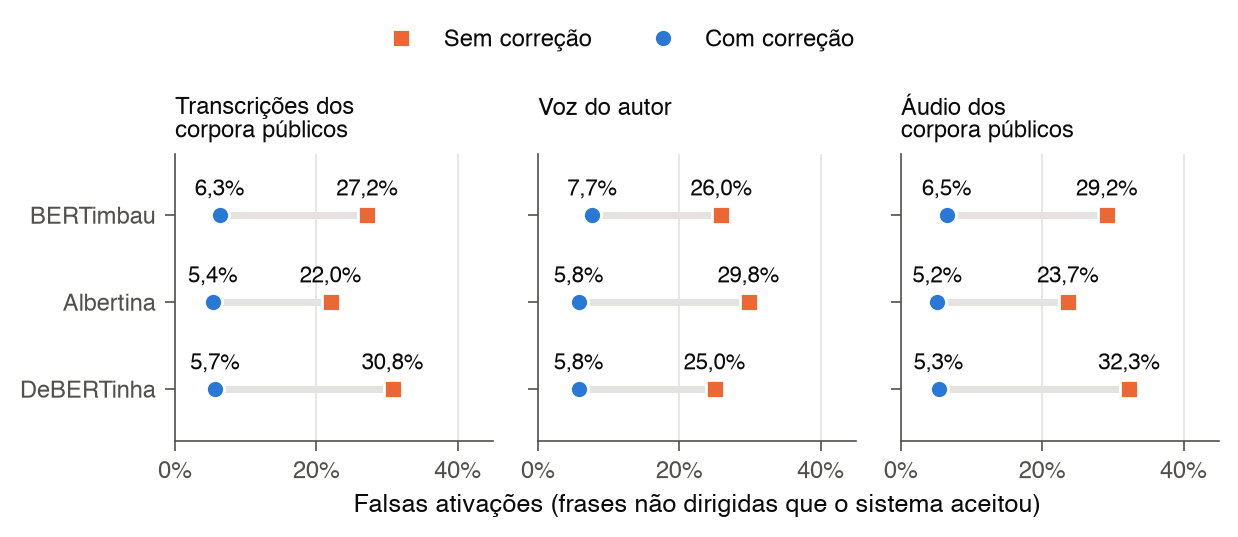 Sem correção
Com correção
Transcrições dos
corpora públicos
Voz do autor
Áudio dos
corpora públicos
BERTimbau
6,3%
27,2%
7,7%
26,0%
6,5%
29,2%
Albertina
5,4%
22,0%
5,8%
29,8%
5,2%
23,7%
DeBERTinha
5,7%
30,8%
5,8%
25,0%
5,3%
32,3%
0%
20%
40%
0%
20%
40%
0%
20%
40%
Falsas ativações (frases não dirigidas que o sistema aceitou)